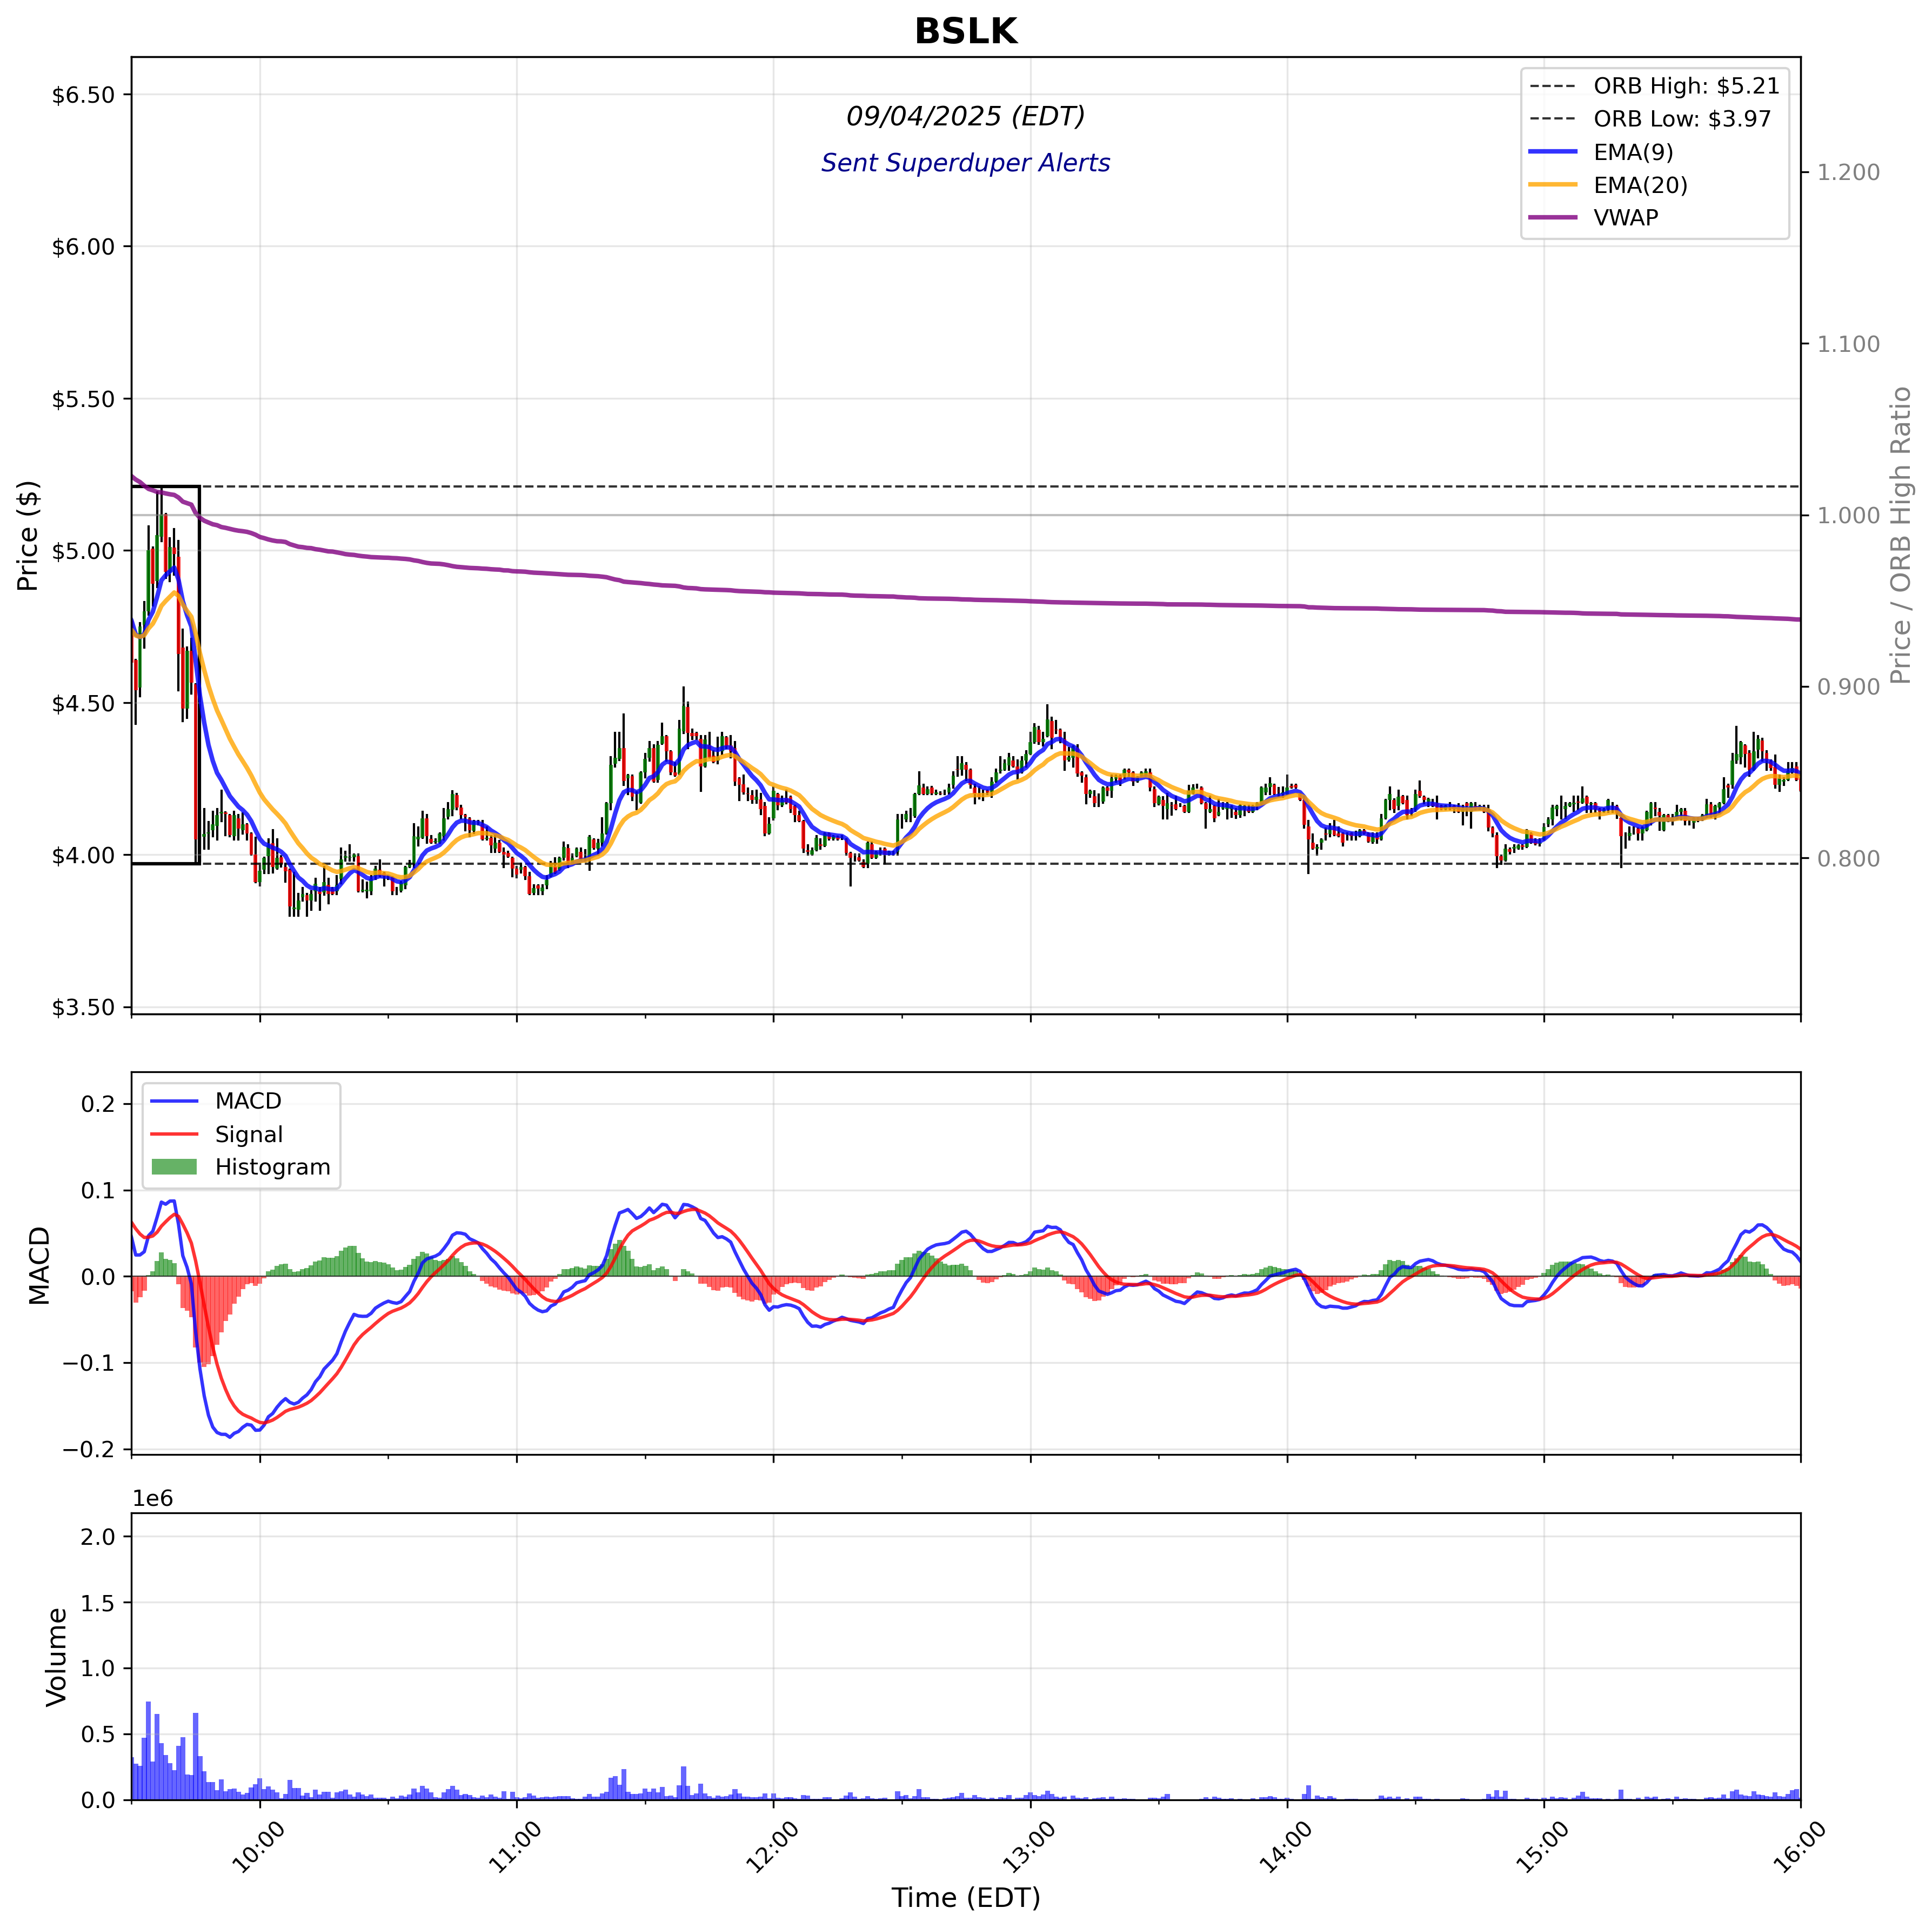 BSLK
09/04/2025 (EDT)
Sent Superduper Alerts
ORB High: $5.21
ORB Low: $3.97
EMA(9)
EMA(20)
VWAP
$6.50
$6.00
$5.50
$5.00
$4.50
$4.00
$3.50
Price ($)
1.200
1.100
1.000
0.900
0.800
Price / ORB High Ratio
MACD
Signal
Histogram
0.2
0.1
0.0
−0.1
−0.2
MACD
1e6
2.0
1.5
1.0
0.5
0.0
Volume
10:00
11:00
12:00
13:00
14:00
15:00
16:00
Time (EDT)